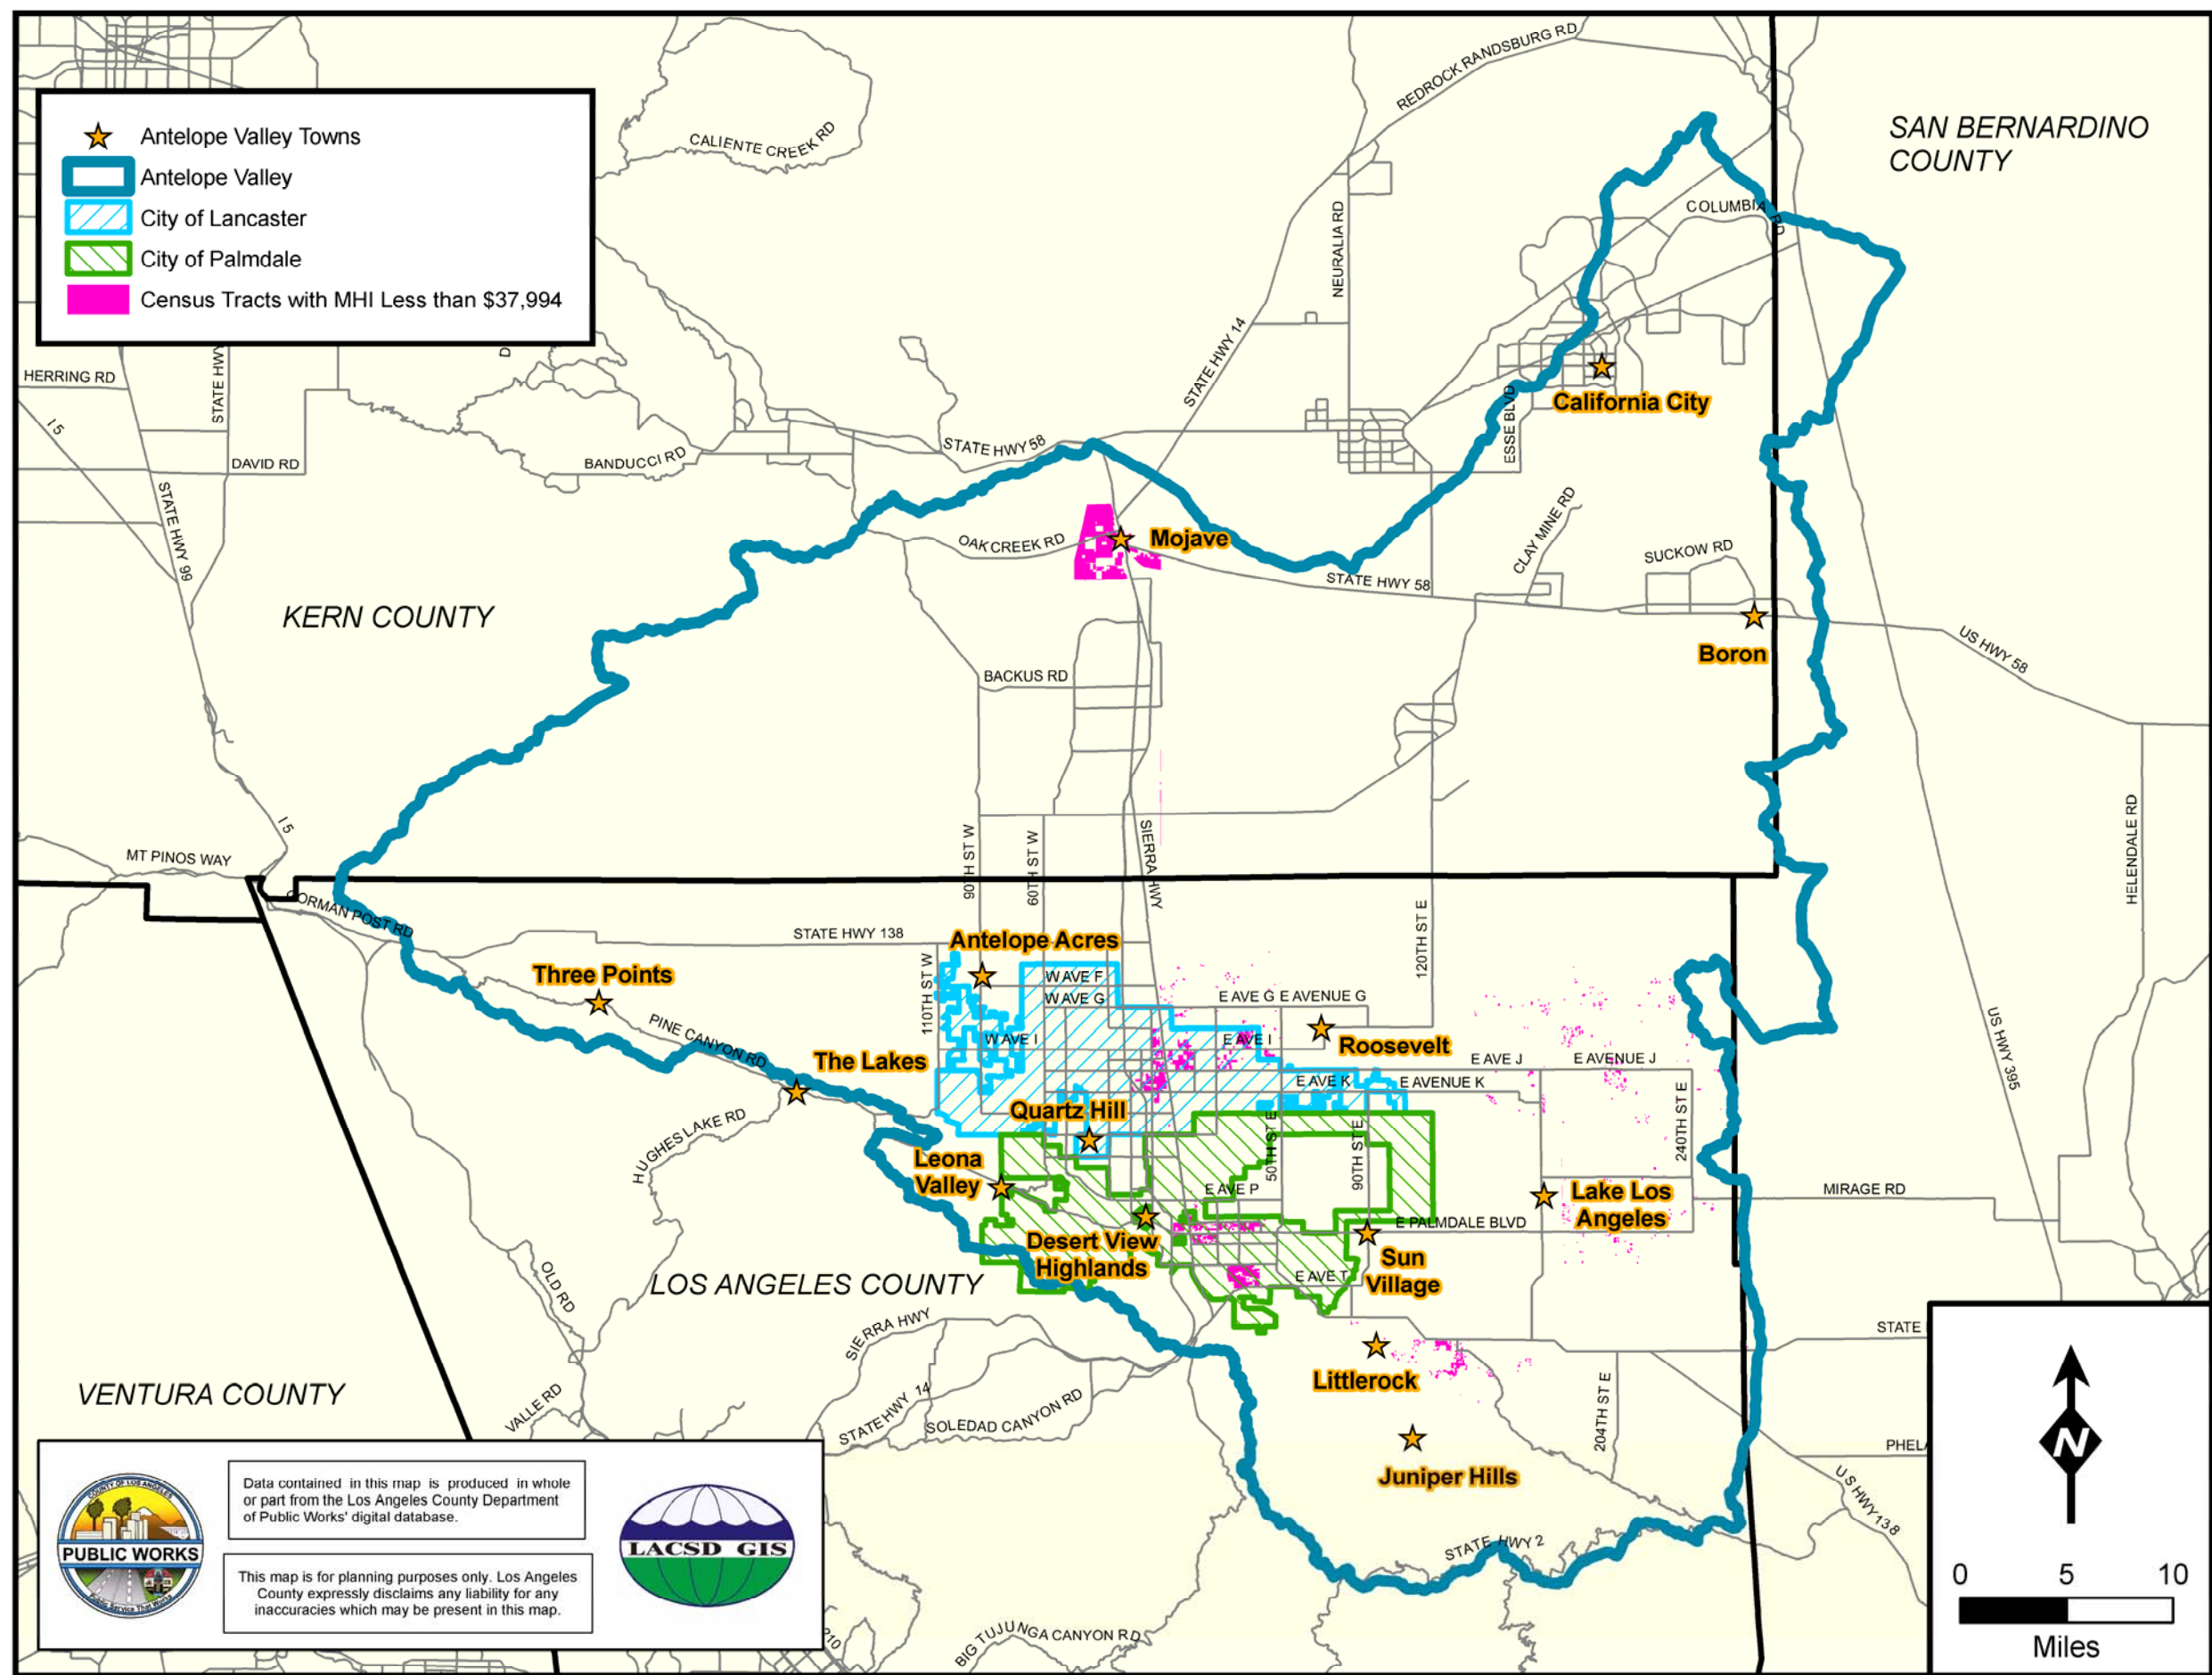 REDROCK RANDSBURG RD
SAN BERNARDINO
COUNTY
Antelope Valley Towns
Antelope Valley
City of Lancaster
City of Palmdale
Census Tracts with MHI Less than $37,994
CALIENTE CREEK RD
COLUMBIA RD
NEURALIA RD
STATE HWY 14
HERRING RD
STATE HWY
D
I 5
California City
ESSE BLVD
STATE HWY 58
BANDUCCI RD
DAVID RD
STATE HWY 99
OAK CREEK RD
Mojave
CLAY MINE RD
SUCKOW RD
STATE HWY 58
KERN COUNTY
Boron
US HWY 58
BACKUS RD
I 5
MT PINOS WAY
90TH ST W
60TH ST W
SIERRA HWY
HELENDALE RD
GORMAN POST RD
STATE HWY 138
Antelope Acres
120TH ST E
Three Points
110TH ST W
W AVE F
W AVE G
E AVE G
E AVENUE G
PINE CANYON RD
W AVE I
E AVE I
Roosevelt
US HWY 395
The Lakes
E AVE J
E AVENUE J
E AVE K
E AVENUE K
Quartz Hill
HUGHES LAKE RD
50TH ST E
90TH ST E
240TH ST E
Leona
Valley
E AVE P
Lake Los
Angeles
MIRAGE RD
E PALMDALE BLVD
Desert View
Highlands
Sun
Village
E AVE T
OLD RD
LOS ANGELES COUNTY
SIERRA HWY
STATE
Littlerock
VENTURA COUNTY
VALLE RD
STATE HWY 14
SOLEDAD CANYON RD
204TH ST E
PHEL
Juniper Hills
US HWY 138
N
STATE HWY 2
COUNTY OF LOS ANGELES
PUBLIC WORKS
Public Service That Works
Data contained in this map is produced in whole
or part from the Los Angeles County Department
of Public Works' digital database.
This map is for planning purposes only. Los Angeles
County expressly disclaims any liability for any
inaccuracies which may be present in this map.
LACSD GIS
0 5 10
Miles
210
BIG TUJUNGA CANYON RD